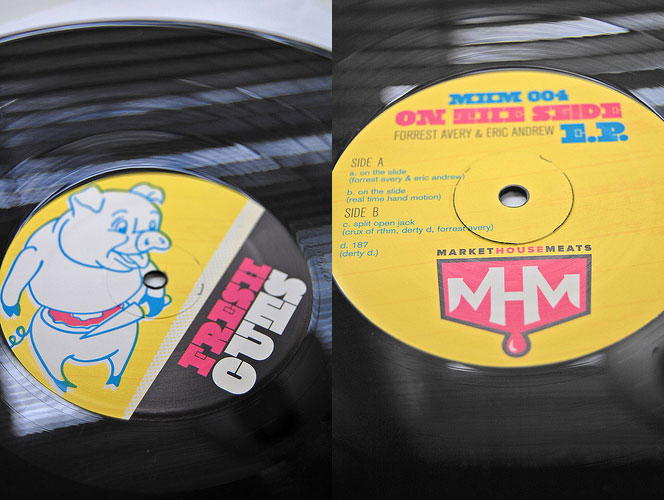 FRESH
CUTS
MHM 004
ON THE SLIDE
E.P.
FORREST AVERY & ERIC ANDREW
SIDE A
a. on the slide
(forrest avery & eric andrew)
b. on the slide
(real time hand motion)
SIDE B
c. split open jack
(crux of rthm, derty d, forrest avery)
d. 187
(derty d.)
MARKETHOUSEMEATS
MHM